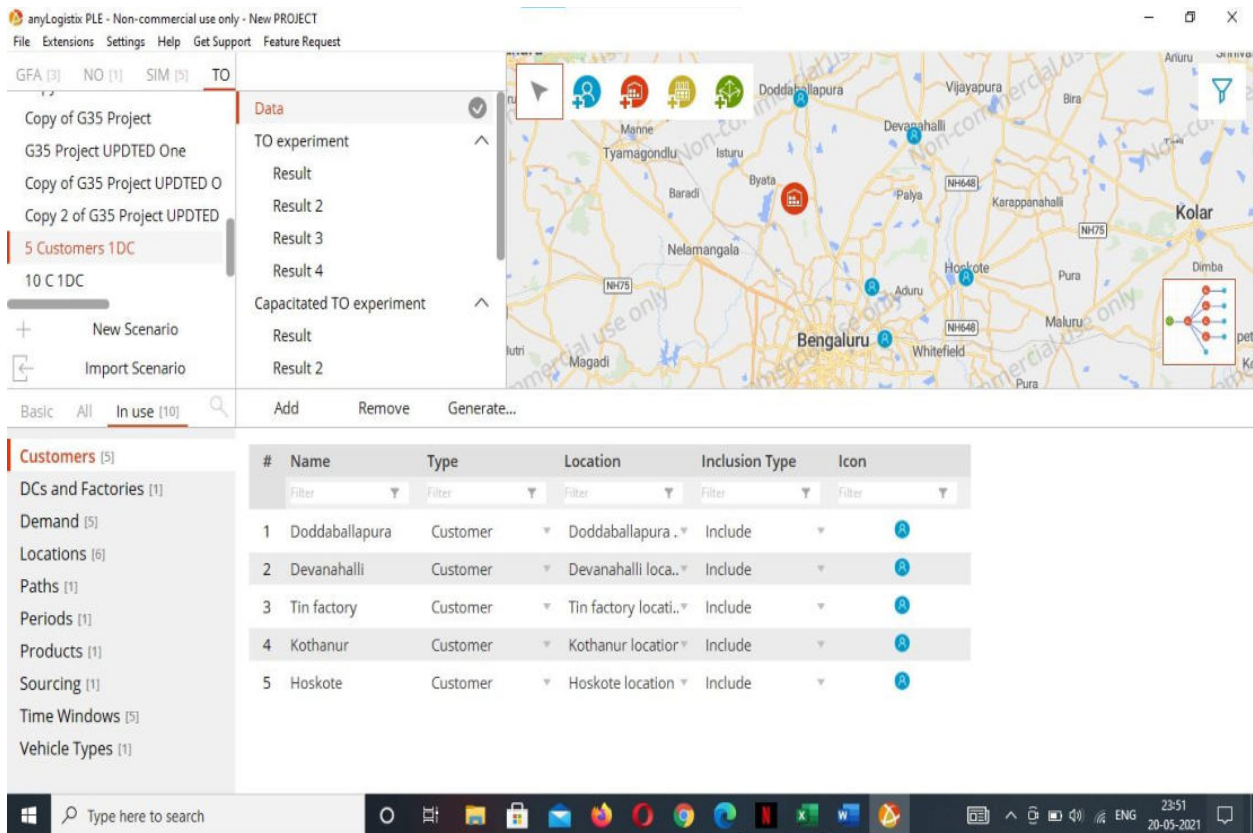 anyLogistix PLE - Non-commercial use only - New PROJECT
File Extensions Settings Help Get Support Feature Request
GFA [3] NO [1] SIM [5] TO
Copy of G35 Project
G35 Project UPDTED One
Copy of G35 Project UPDTED O
Copy 2 of G35 Project UPDTED
5 Customers 1DC
10 C 1DC
New Scenario
Import Scenario
Data
TO experiment
Result
Result 2
Result 3
Result 4
Capacitated TO experiment
Result
Result 2
Anuru
Doddaballapura
Vijayapura
Bira
Manne
Devanahalli
Tyamagondlu
Isturu
Byata
NH648
Baradi
Palya
Karappanahalli
Kolar
NH75
Nelamangala
Hoskote
Dimba
NH75
Aduru
Pura
Bengaluru
NH648
Maluru
Whitefield
Magadi
Pura
Non-commercial use only
Basic All In use [10]
Add Remove Generate...
Customers [5]
DCs and Factories [1]
Demand [5]
Locations [6]
Paths [1]
Periods [1]
Products [1]
Sourcing [1]
Time Windows [5]
Vehicle Types [1]
# Name Type Location Inclusion Type Icon
Filter Filter Filter Filter Filter
1 Doddaballapura Customer Doddaballapura . Include
2 Devanahalli Customer Devanahalli loca.. Include
3 Tin factory Customer Tin factory locati.. Include
4 Kothanur Customer Kothanur location Include
5 Hoskote Customer Hoskote location Include
Type here to search
ENG
23:51
20-05-2021